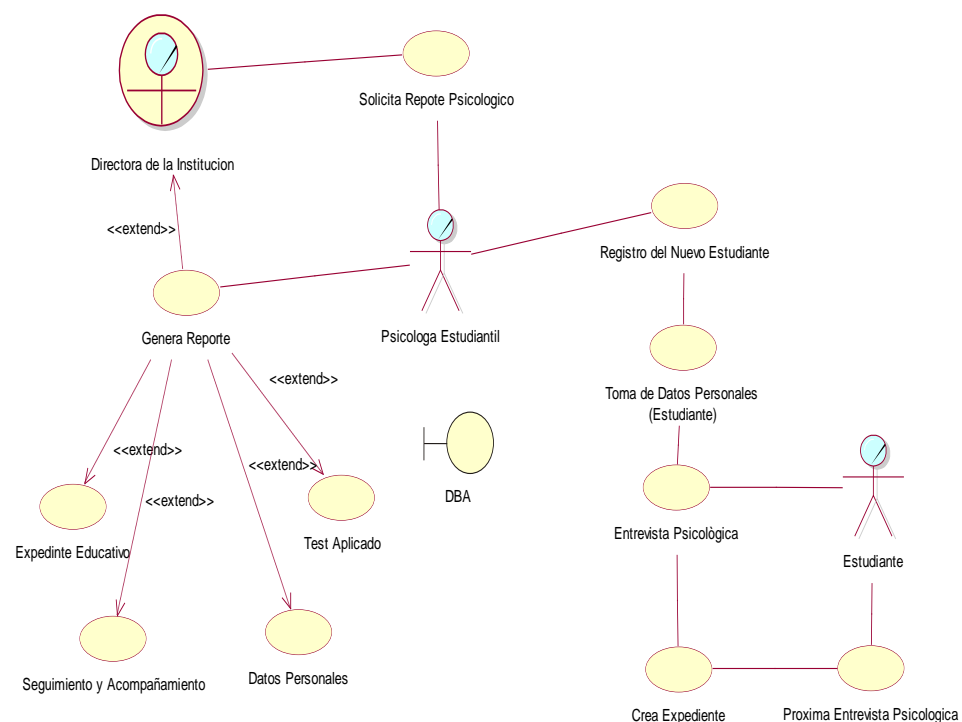 Solicita Repote Psicologico
Directora de la Institucion
<<extend>>
Registro del Nuevo Estudiante
Psicologa Estudiantil
Genera Reporte
<<extend>>
Toma de Datos Personales
(Estudiante)
<<extend>>
<<extend>>
<<extend>>
DBA
Entrevista Psicològica
Test Aplicado
Expedinte Educativo
Estudiante
Seguimiento y Acompañamiento
Datos Personales
Crea Expediente
Proxima Entrevista Psicologica